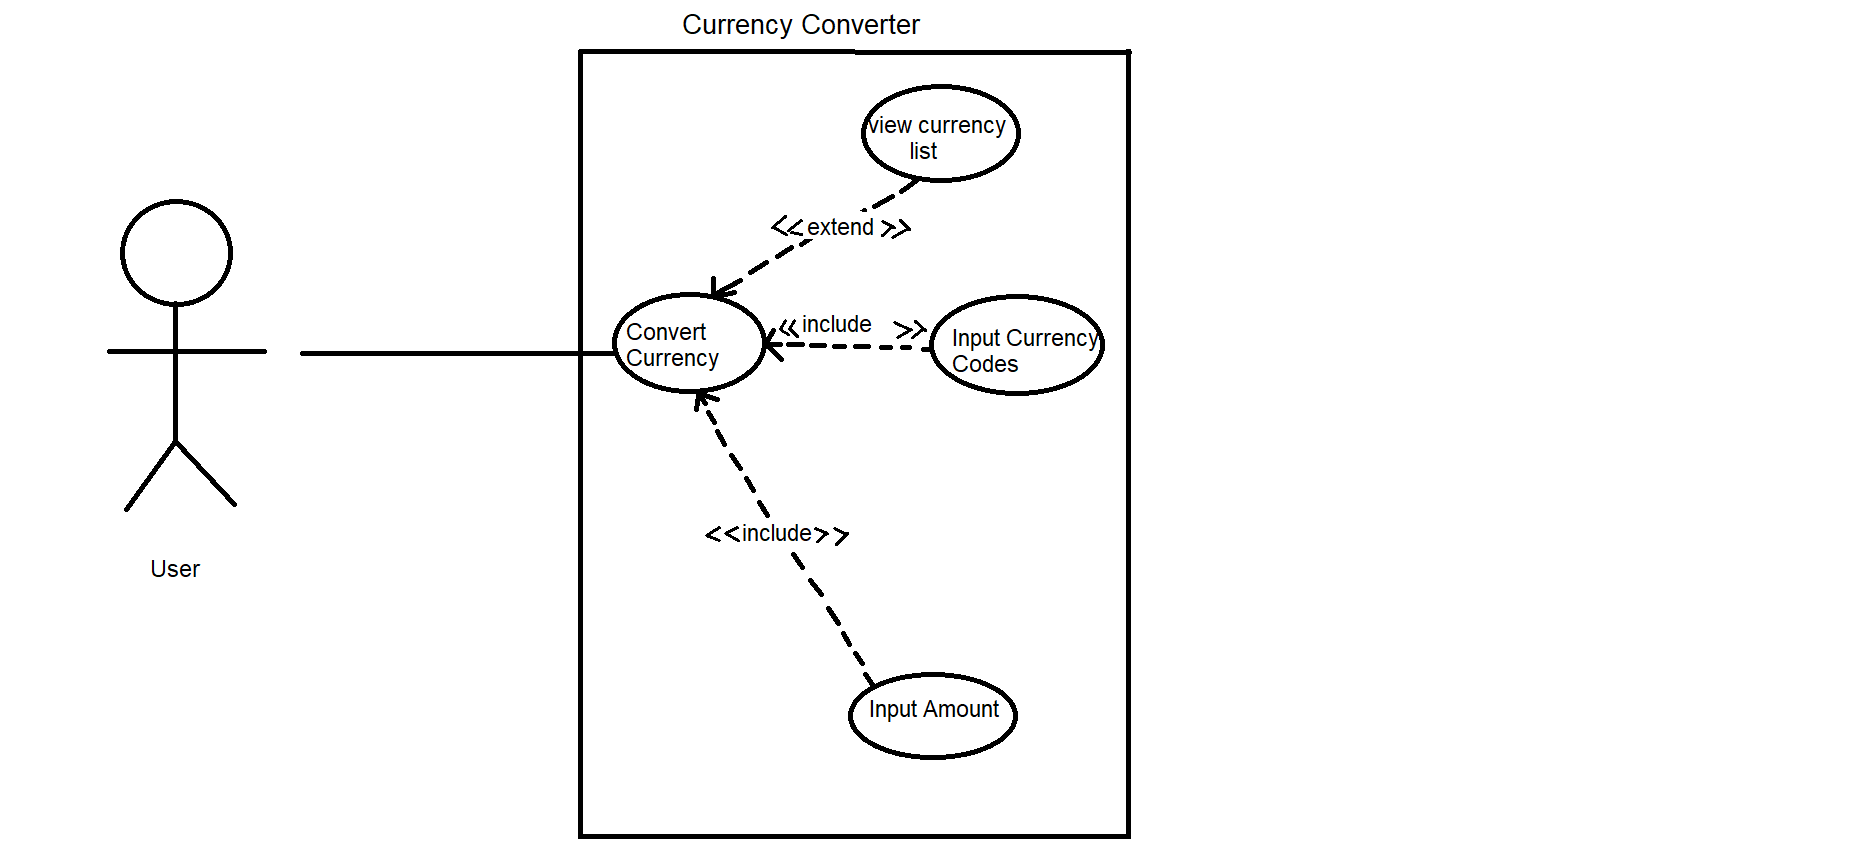 Currency Converter
view currency
list
<<extend>>
<<include>>
Convert
Currency
Input Currency
Codes
<<include>>
User
Input Amount